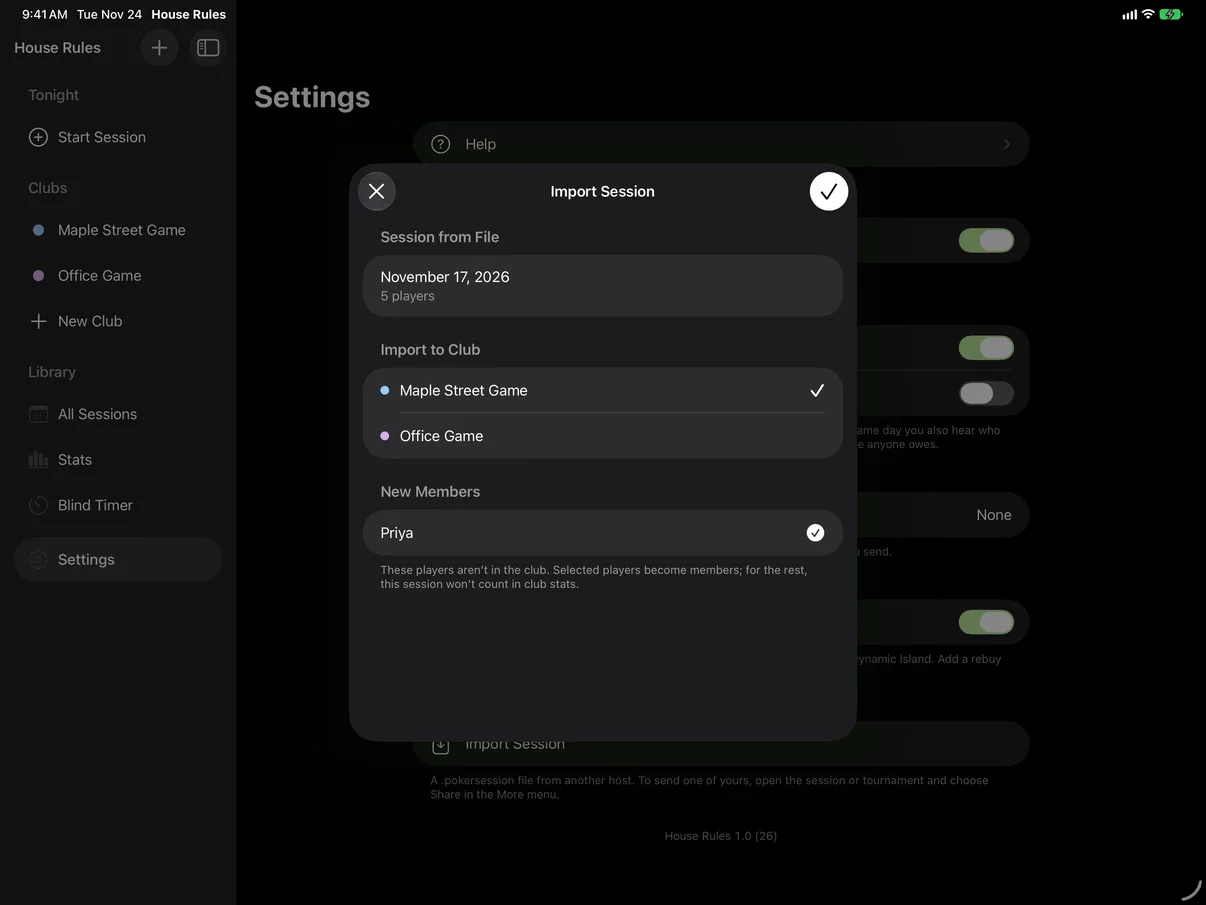 9:41 AM Tue Nov 24 House Rules
House Rules
Tonight
Start Session
Clubs
Maple Street Game
Office Game
New Club
Library
All Sessions
Stats
Blind Timer
Settings
Settings
Help
Import Session
Session from File
November 17, 2026
5 players
Import to Club
Maple Street Game
Office Game
New Members
Priya
These players aren't in the club. Selected players become members; for the rest,
this session won't count in club stats.
ame day you also hear who
e anyone owes.
None
u send.
ynamic Island. Add a rebuy
Import Session
A .pokersession file from another host. To send one of yours, open the session or tournament and choose
Share in the More menu.
House Rules 1.0 (26)